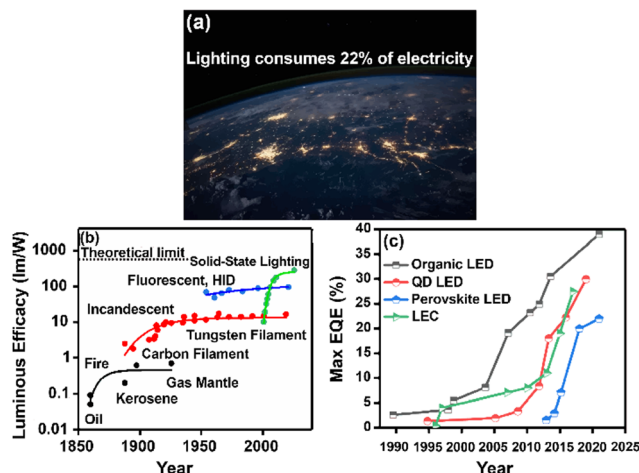 (a)
Lighting consumes 22% of electricity
(b)
Luminous Efficacy (lm/W)
1000
100
10
1
0.1
0.01
Theoretical limit
Solid-State Lighting
Fluorescent, HID
Incandescent
Tungsten Filament
Carbon Filament
Fire
Gas Mantle
Kerosene
Oil
1850 1900 1950 2000
Year
(c)
Max EQE (%)
40
35
30
25
20
15
10
5
0
Organic LED
QD LED
Perovskite LED
LEC
1990 1995 2000 2005 2010 2015 2020 2025
Year